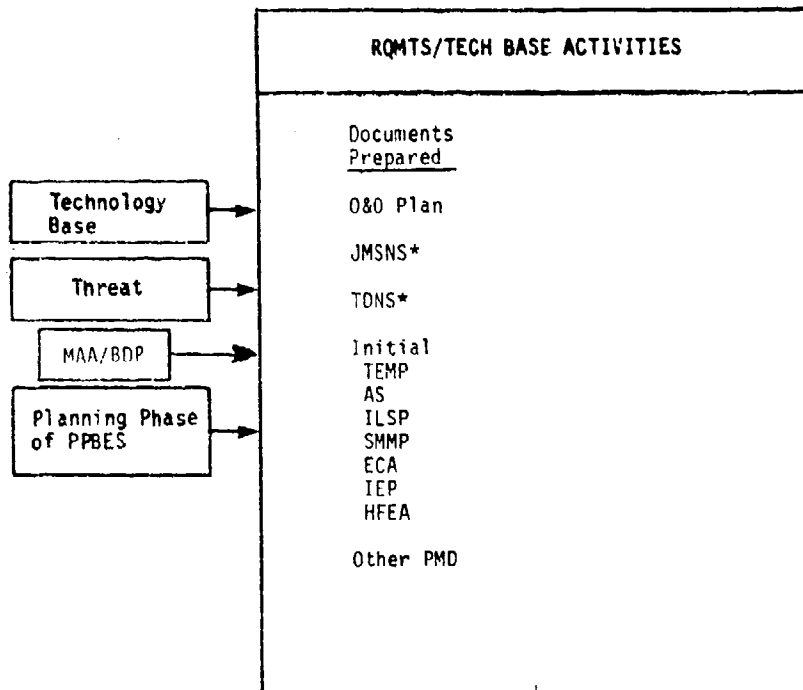 RQMTS/TECH BASE ACTIVITIES
Documents
Prepared
Technology
Base
O&O Plan
JMSNS*
Threat
TDNS*
MAA/BDP
Initial
TEMP
AS
Planning Phase
of PPBES
ILSP
SMMP
ECA
IEP
HFEA
Other PMD